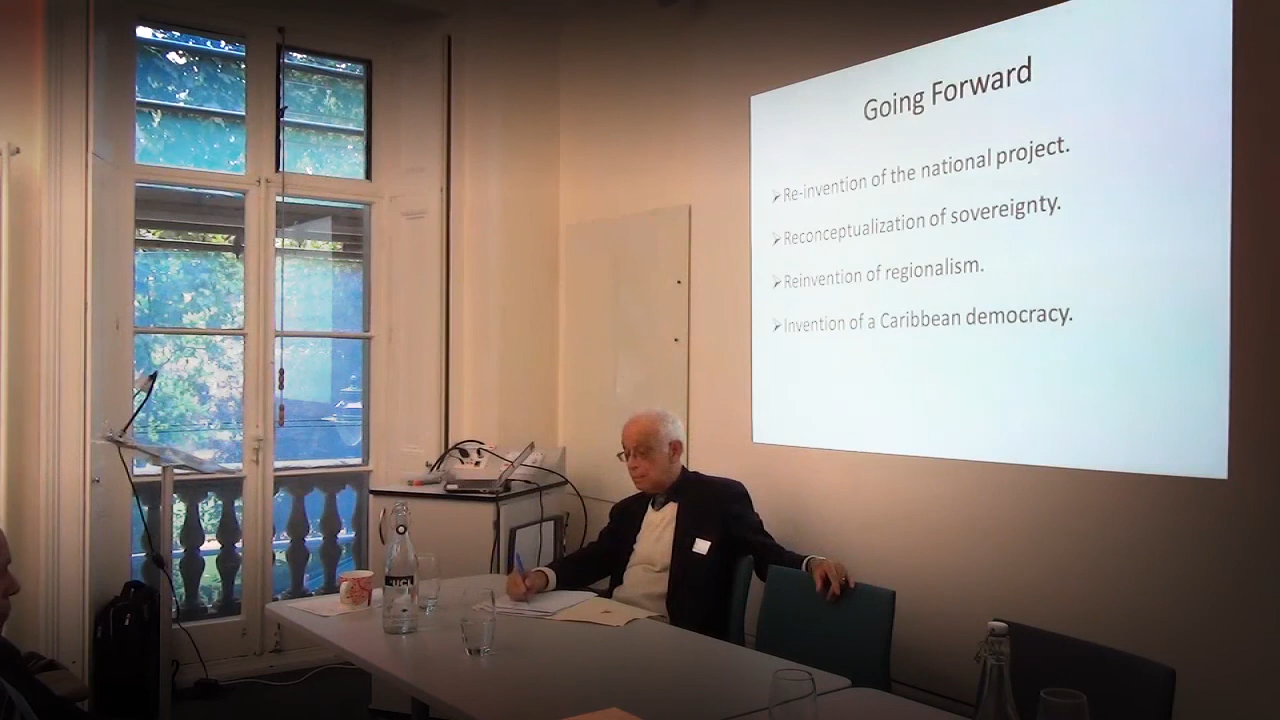 Going Forward
➢Re-invention of the national project.
➢Reconceptualization of sovereignty.
➢Reinvention of regionalism.
➢Invention of a Caribbean democracy.
UCL